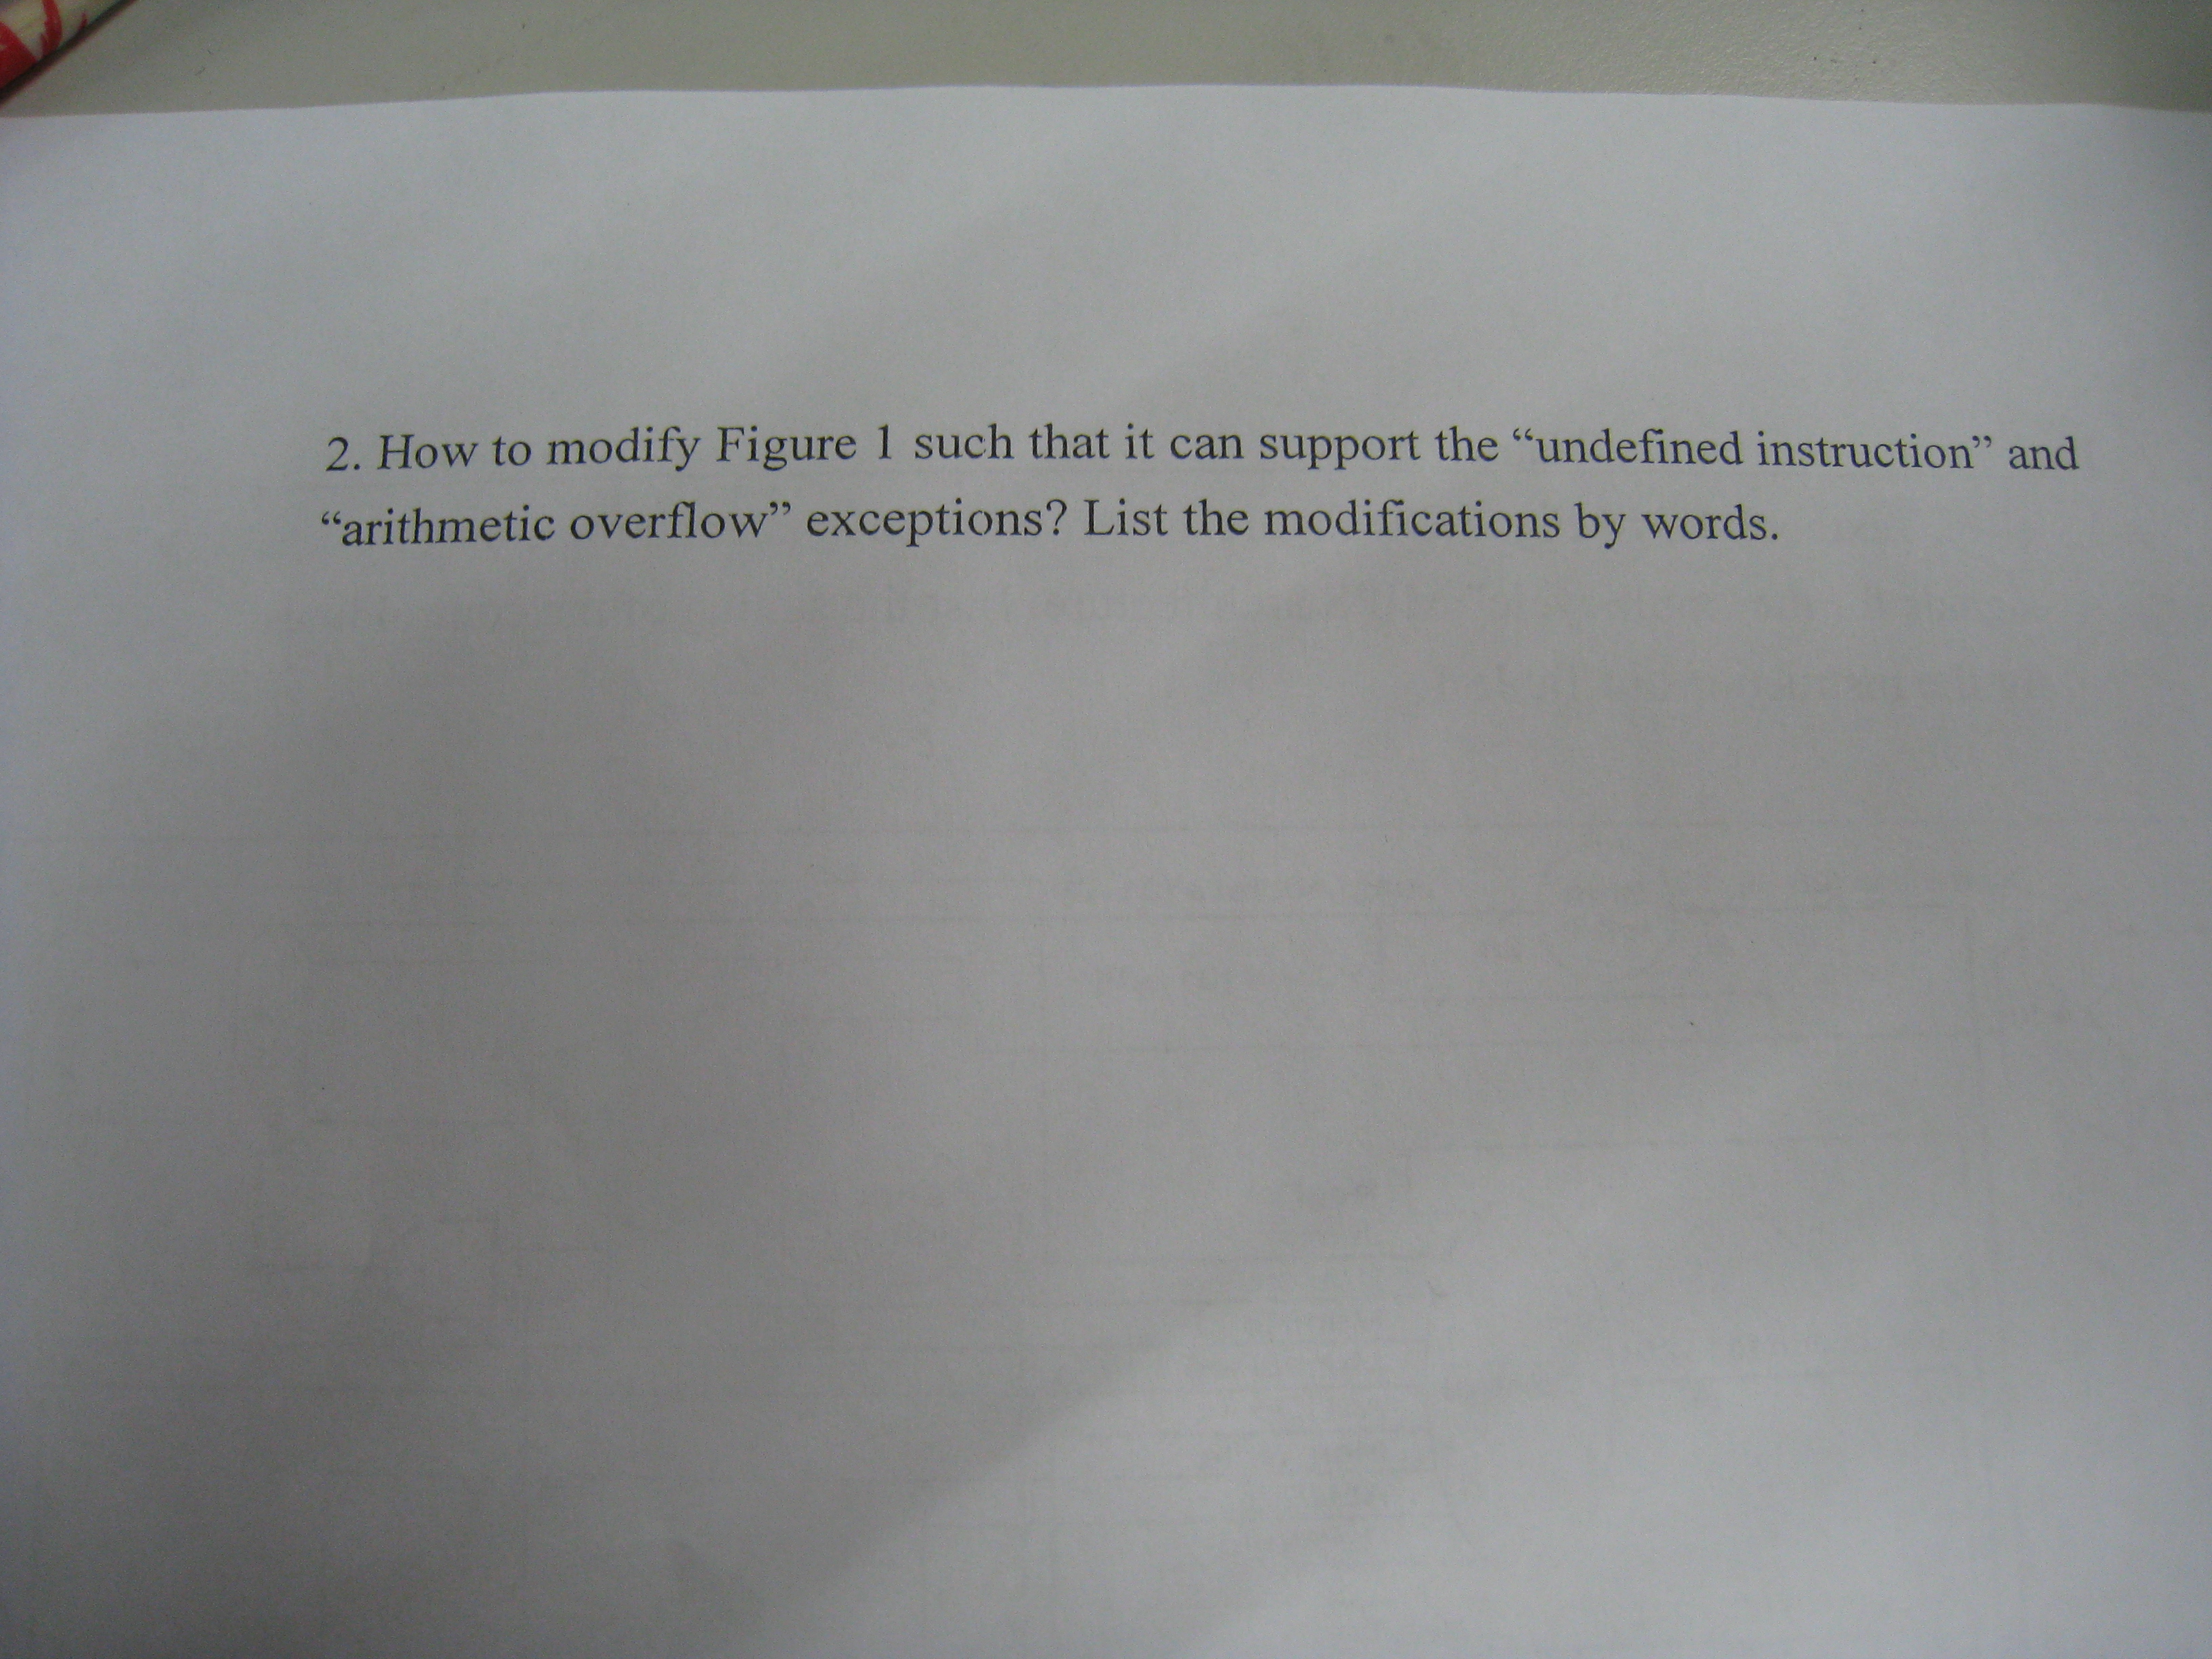 2. How to modify Figure 1 such that it can support the “undefined instruction” and
“arithmetic overflow” exceptions? List the modifications by words.